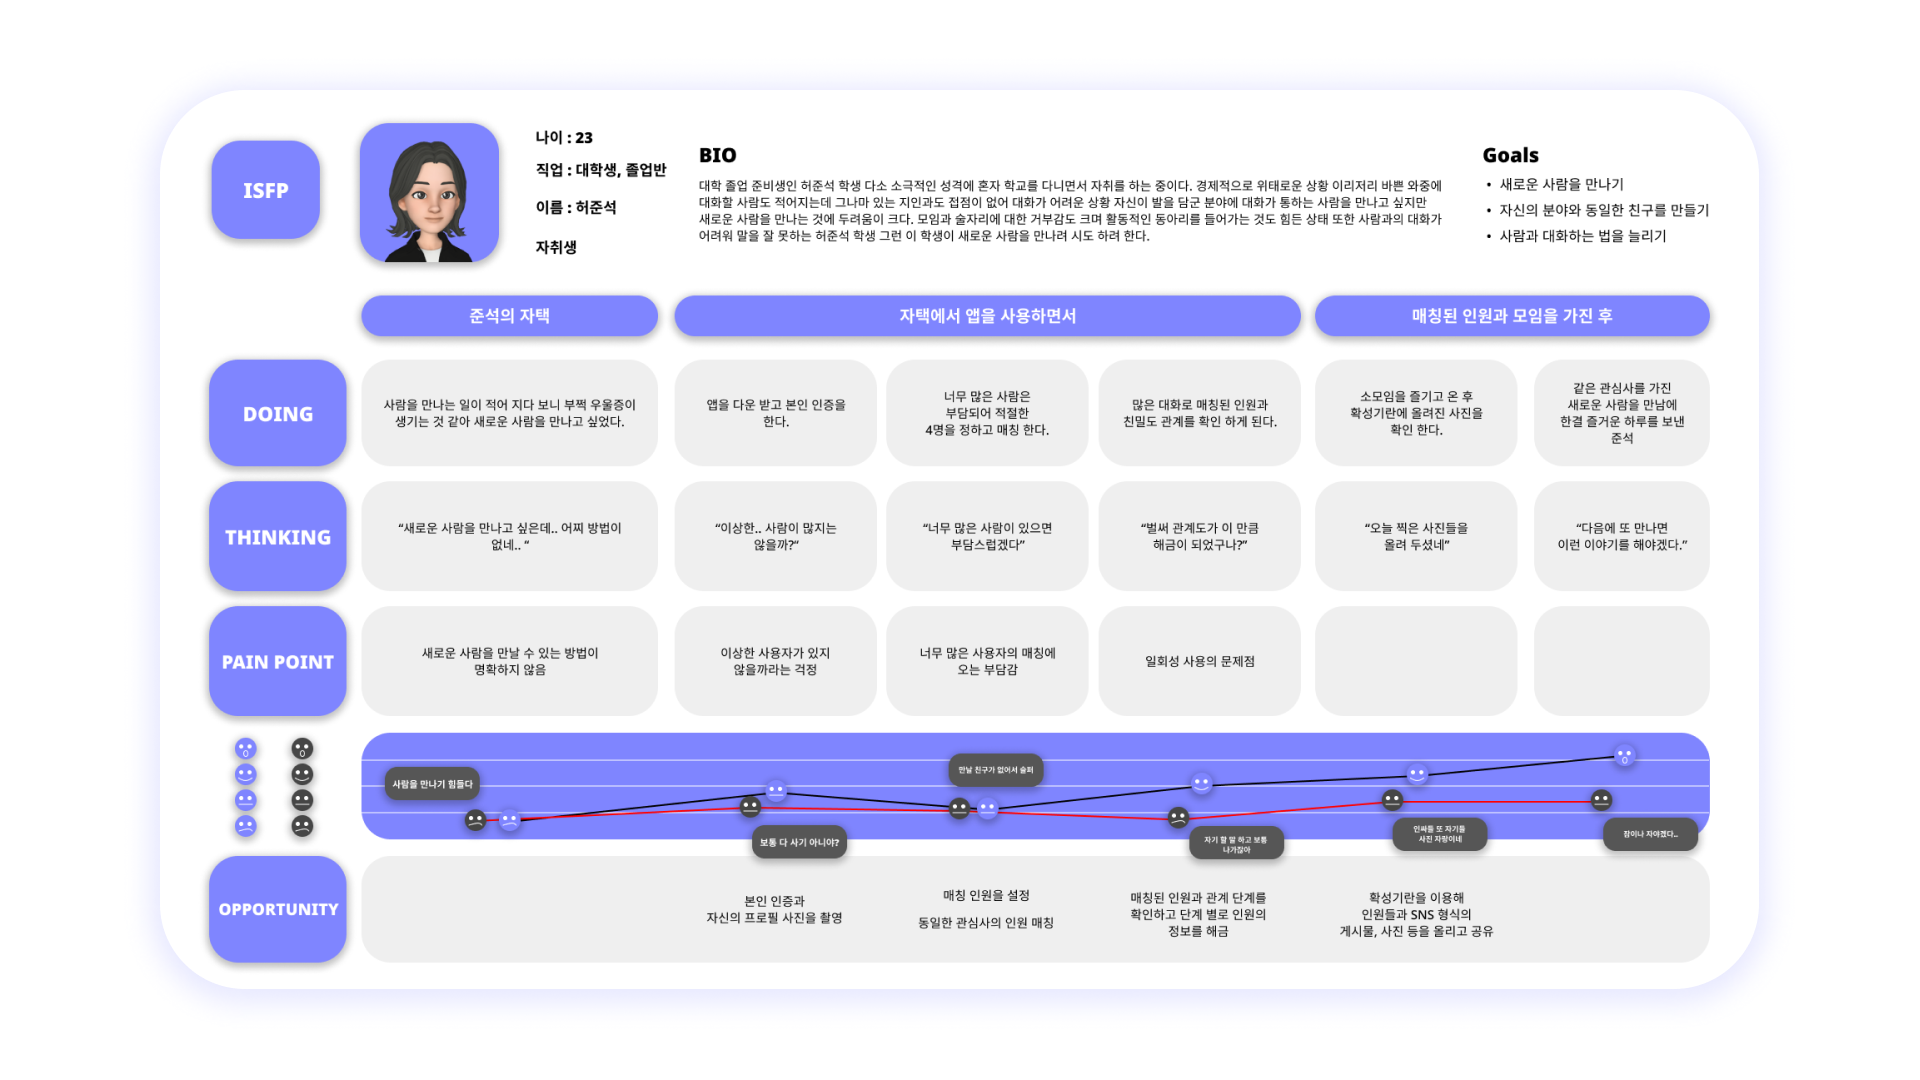 ISFP
나이 : 23
직업 : 대학생, 졸업반
이름 : 허준석
자취생
BIO
대학 졸업 준비생인 허준석 학생 다소 소극적인 성격에 혼자 학교를 다니면서 자취를 하는 중이다. 경제적으로 위태로운 상황 이리저리 바쁜 와중에
대화할 사람도 적어지는데 그나마 있는 지인과도 접점이 없어 대화가 어려운 상황 자신이 발을 담군 분야에 대화가 통하는 사람을 만나고 싶지만
새로운 사람을 만나는 것에 두려움이 크다. 모임과 술자리에 대한 거부감도 크며 활동적인 동아리를 들어가는 것도 힘든 상태 또한 사람과의 대화가
어려워 말을 잘 못하는 허준석 학생 그런 이 학생이 새로운 사람을 만나려 시도 하려 한다.
Goals
• 새로운 사람을 만나기
• 자신의 분야와 동일한 친구를 만들기
• 사람과 대화하는 법을 늘리기
준석의 자택
자택에서 앱을 사용하면서
매칭된 인원과 모임을 가진 후
DOING
사람을 만나는 일이 적어 지다 보니 부쩍 우울증이
생기는 것 같아 새로운 사람을 만나고 싶었다.
앱을 다운 받고 본인 인증을
한다.
너무 많은 사람은
부담되어 적절한
4명을 정하고 매칭 한다.
많은 대화로 매칭된 인원과
친밀도 관계를 확인 하게 된다.
소모임을 즐기고 온 후
확성기란에 올려진 사진을
확인 한다.
같은 관심사를 가진
새로운 사람을 만남에
한결 즐거운 하루를 보낸
준석
THINKING
“새로운 사람을 만나고 싶은데.. 어찌 방법이
없네.. “
“이상한.. 사람이 많지는
않을까?“
“너무 많은 사람이 있으면
부담스럽겠다”
“벌써 관계도가 이 만큼
해금이 되었구나?”
“오늘 찍은 사진들을
올려 두셨네”
“다음에 또 만나면
이런 이야기를 해야겠다.”
PAIN POINT
새로운 사람을 만날 수 있는 방법이
명확하지 않음
이상한 사용자가 있지
않을까라는 걱정
너무 많은 사용자의 매칭에
오는 부담감
일회성 사용의 문제점
사람을 만나기 힘들다
보통 다 사기 아니야?
만날 친구가 없어서 슬퍼
자기 할 말 하고 보통
나가잖아
인싸들 또 자기들
사진 자랑이네
잠이나 자야겠다..
OPPORTUNITY
본인 인증과
자신의 프로필 사진을 촬영
매칭 인원을 설정
동일한 관심사의 인원 매칭
매칭된 인원과 관계 단계를
확인하고 단계 별로 인원의
정보를 해금
확성기란을 이용해
인원들과 SNS 형식의
게시물, 사진 등을 올리고 공유